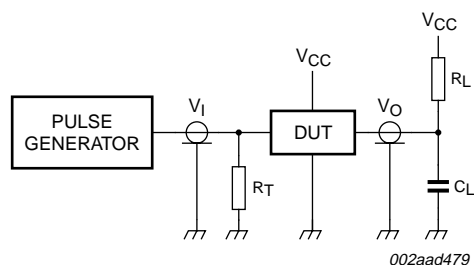 PULSE
GENERATOR
VI
RT
VCC
DUT
VO
VCC
RL
CL
002aad479